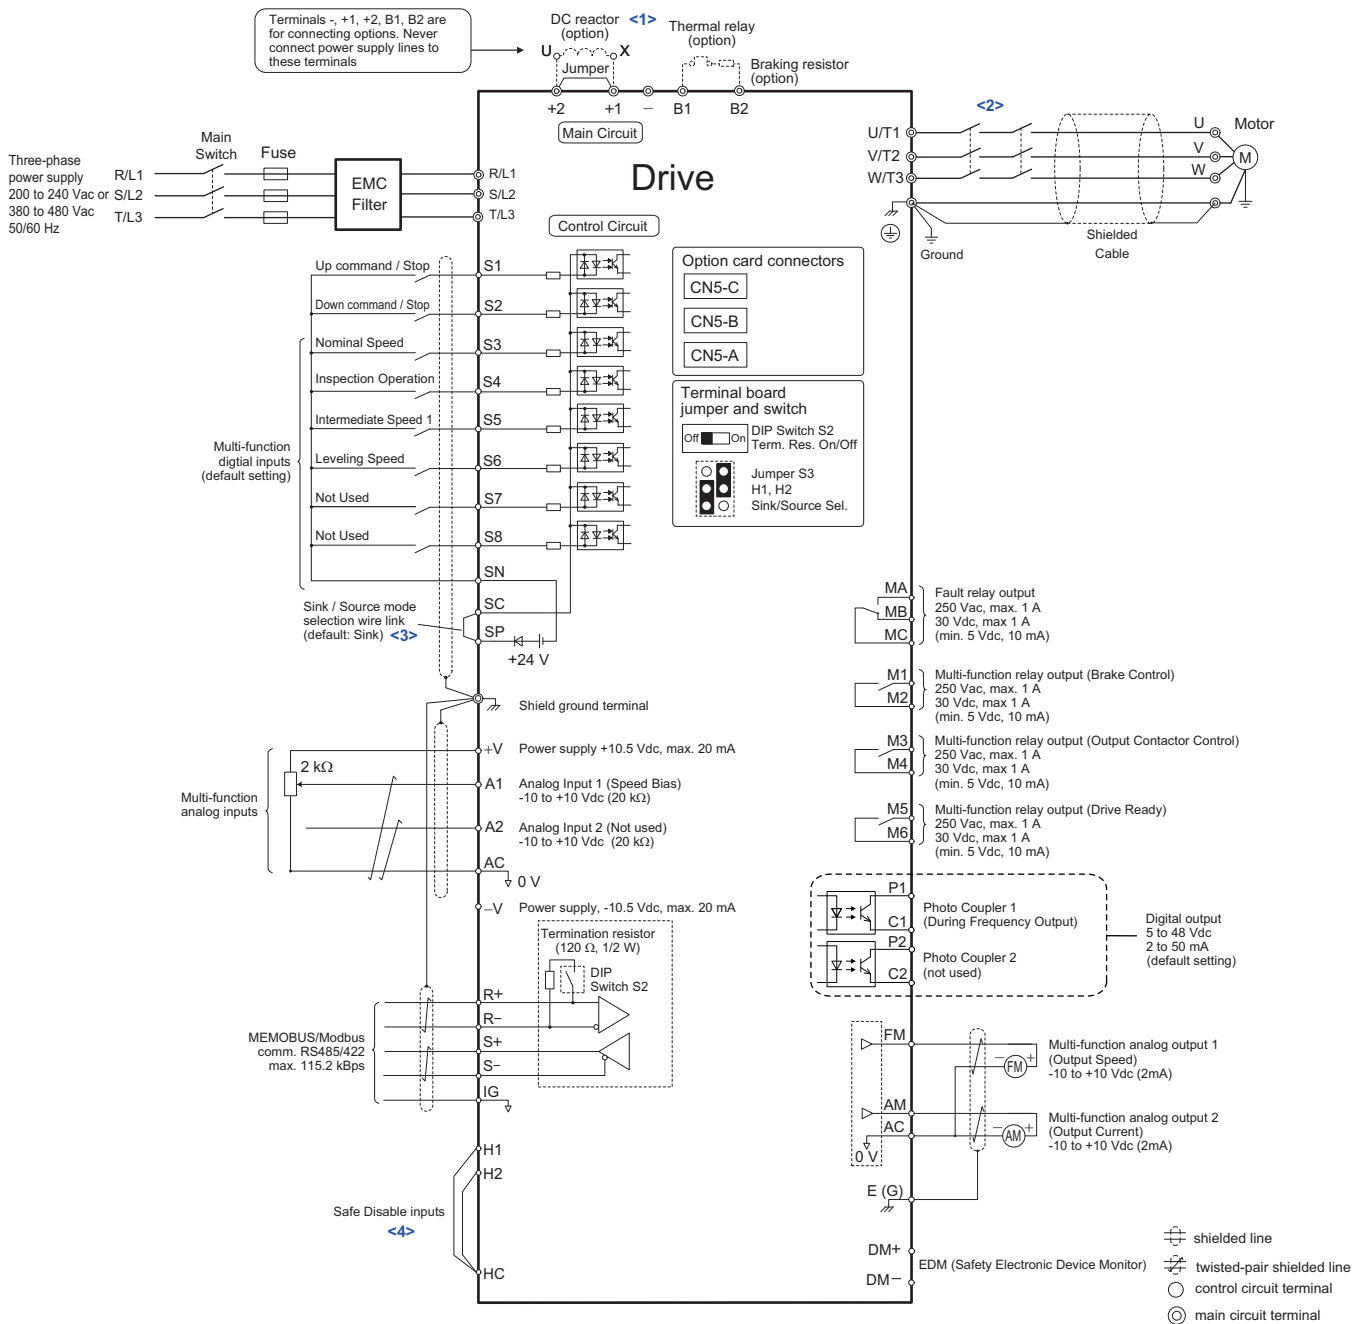 Terminals -, +1, +2, B1, B2 are
for connecting options. Never
connect power supply lines to
these terminals
DC reactor <1>
(option)
U X
Jumper
Thermal relay
(option)
Braking resistor
(option)
+2 +1 − B1 B2
Main Circuit
Drive
Three-phase
power supply
200 to 240 Vac or
380 to 480 Vac
50/60 Hz
Main
Switch
Fuse
R/L1
S/L2
T/L3
EMC
Filter
R/L1
S/L2
T/L3
<2>
U/T1
V/T2
W/T3
U
V
W
Motor
M
Ground
Shielded
Cable
Control Circuit
Up command / Stop S1
Down command / Stop S2
Nominal Speed S3
Inspection Operation S4
Intermediate Speed 1 S5
Leveling Speed S6
Not Used S7
Not Used S8
Multi-function
digtial inputs
(default setting)
SN
SC
SP
+24 V
Sink / Source mode
selection wire link
(default: Sink) <3>
Option card connectors
CN5-C
CN5-B
CN5-A
Terminal board
jumper and switch
Off On
DIP Switch S2
Term. Res. On/Off
Jumper S3
H1, H2
Sink/Source Sel.
Shield ground terminal
+V Power supply +10.5 Vdc, max. 20 mA
2 kΩ
Multi-function
analog inputs
A1 Analog Input 1 (Speed Bias)
-10 to +10 Vdc (20 kΩ)
A2 Analog Input 2 (Not used)
-10 to +10 Vdc (20 kΩ)
AC
0 V
−V Power supply, -10.5 Vdc, max. 20 mA
Termination resistor
(120 Ω, 1/2 W)
DIP
Switch S2
R+
R−
S+
S−
IG
MEMOBUS/Modbus
comm. RS485/422
max. 115.2 kBps
H1
H2
Safe Disable inputs
<4>
HC
MA
MB
MC
Fault relay output
250 Vac, max. 1 A
30 Vdc, max 1 A
(min. 5 Vdc, 10 mA)
M1
M2
Multi-function relay output (Brake Control)
250 Vac, max. 1 A
30 Vdc, max 1 A
(min. 5 Vdc, 10 mA)
M3
M4
Multi-function relay output (Output Contactor Control)
250 Vac, max. 1 A
30 Vdc, max 1 A
(min. 5 Vdc, 10 mA)
M5
M6
Multi-function relay output (Drive Ready)
250 Vac, max. 1 A
30 Vdc, max 1 A
(min. 5 Vdc, 10 mA)
P1
C1
Photo Coupler 1
(During Frequency Output)
P2
C2
Photo Coupler 2
(not used)
Digital output
5 to 48 Vdc
2 to 50 mA
(default setting)
FM
− FM +
Multi-function analog output 1
(Output Speed)
-10 to +10 Vdc (2mA)
AM
AC
0 V
− AM +
Multi-function analog output 2
(Output Current)
-10 to +10 Vdc (2mA)
E (G)
DM+
DM−
EDM (Safety Electronic Device Monitor)
shielded line
twisted-pair shielded line
control circuit terminal
main circuit terminal